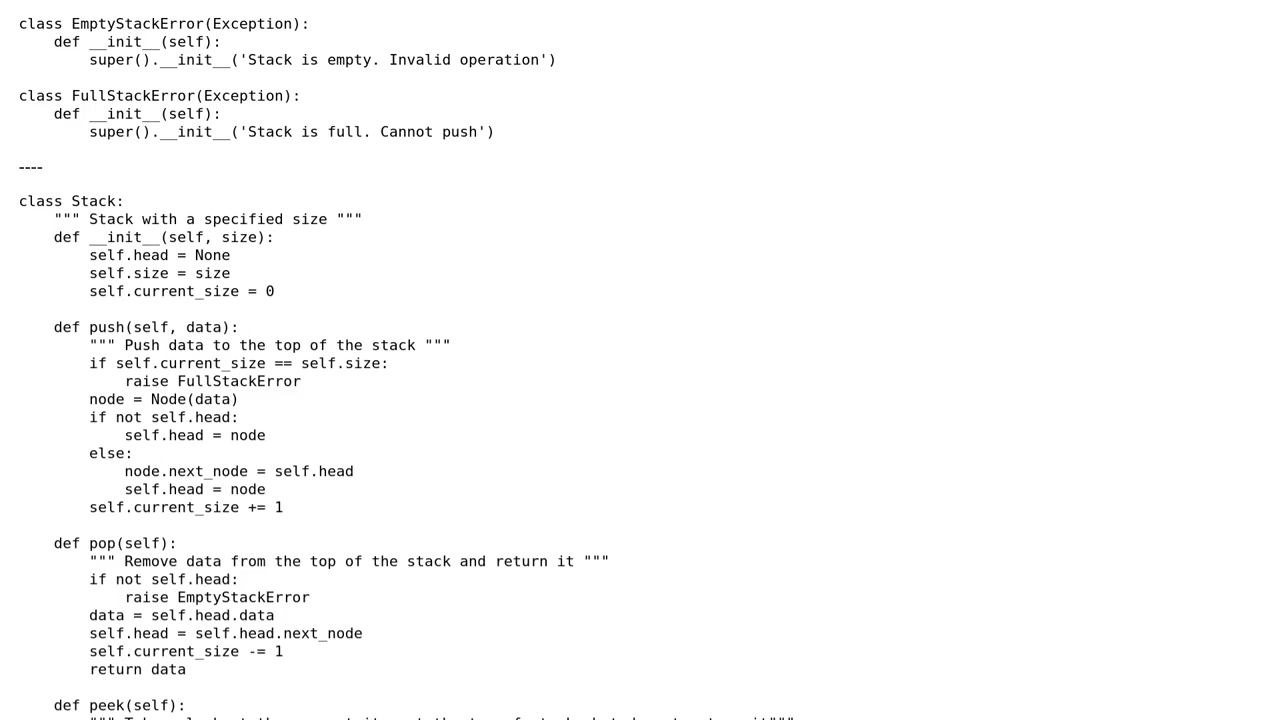 class EmptyStackError(Exception):
    def __init__(self):
        super().__init__('Stack is empty. Invalid operation')

class FullStackError(Exception):
    def __init__(self):
        super().__init__('Stack is full. Cannot push')

----

class Stack:
    """ Stack with a specified size """
    def __init__(self, size):
        self.head = None
        self.size = size
        self.current_size = 0

    def push(self, data):
        """ Push data to the top of the stack """
        if self.current_size == self.size:
            raise FullStackError
        node = Node(data)
        if not self.head:
            self.head = node
        else:
            node.next_node = self.head
            self.head = node
        self.current_size += 1

    def pop(self):
        """ Remove data from the top of the stack and return it """
        if not self.head:
            raise EmptyStackError
        data = self.head.data
        self.head = self.head.next_node
        self.current_size -= 1
        return data

    def peek(self):